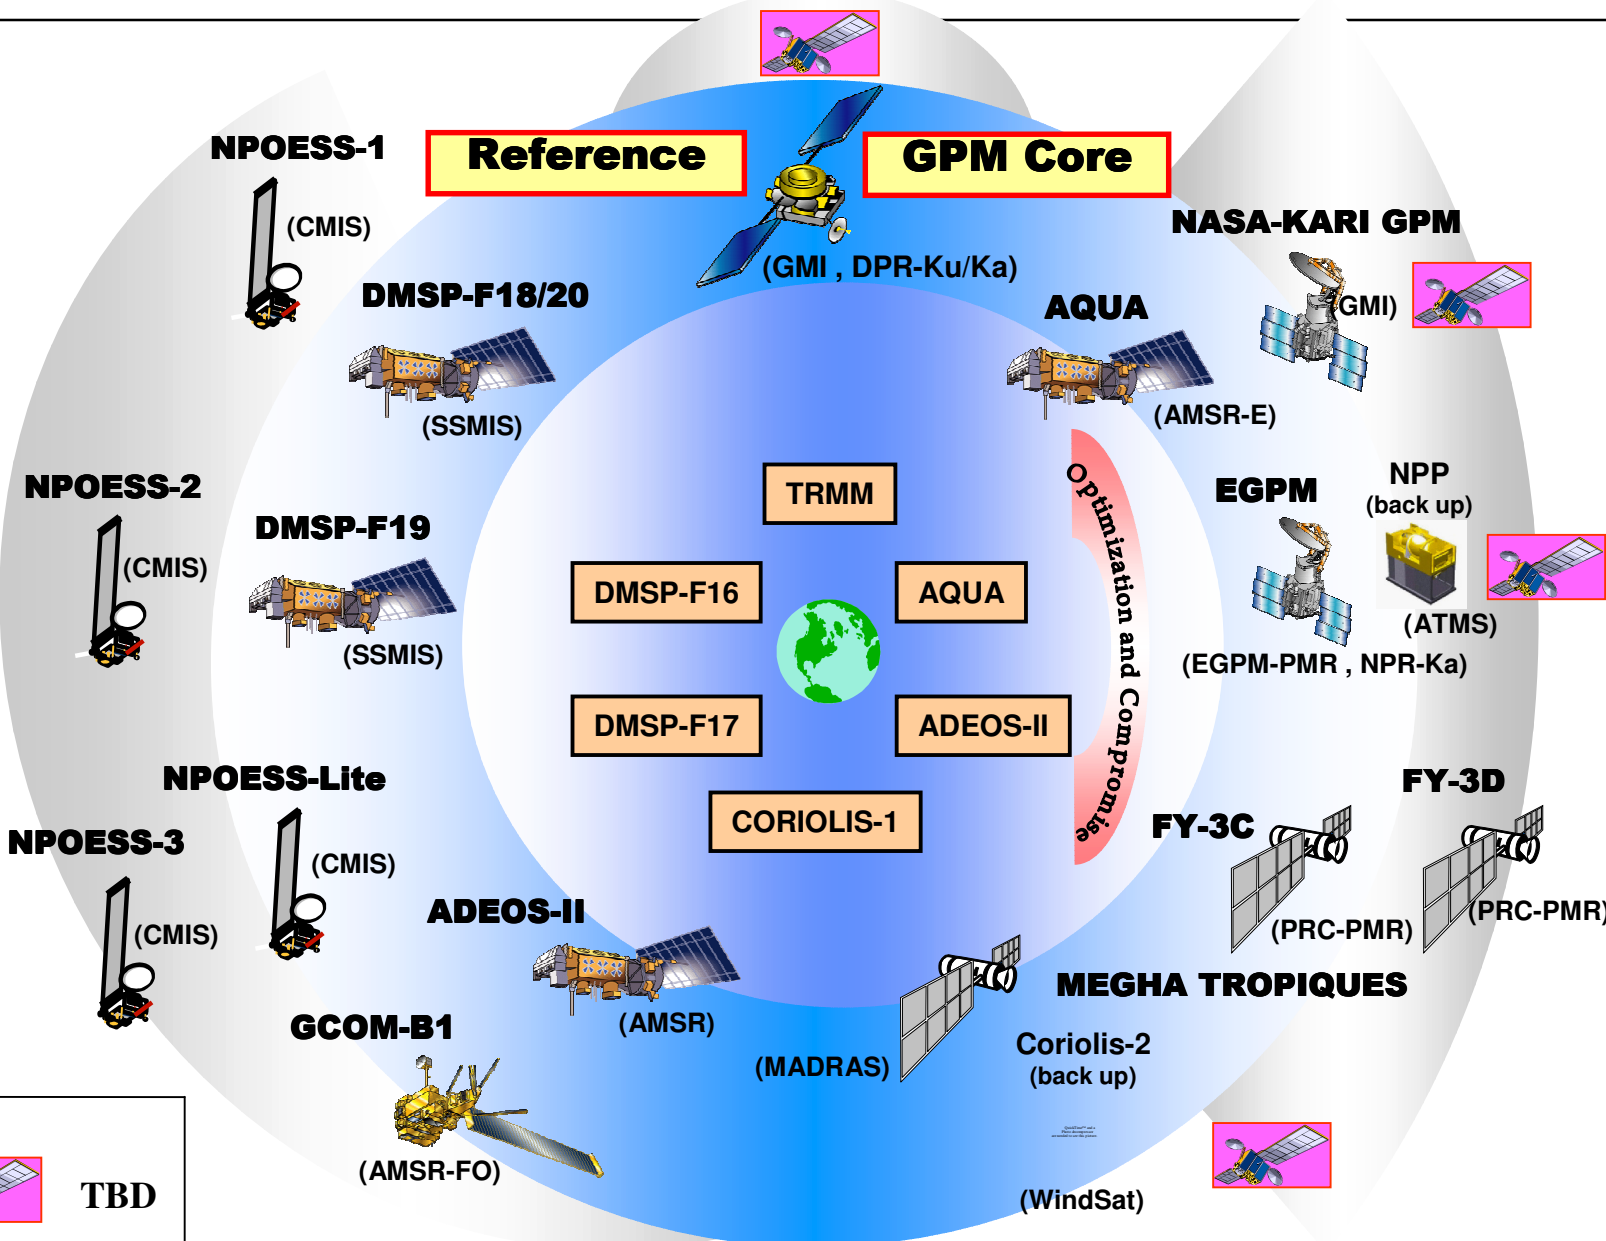 NPOESS-1
(CMIS)
Reference
GPM Core
(GMI , DPR-Ku/Ka)
NASA-KARI GPM
GMI)
DMSP-F18/20
(SSMIS)
AQUA
(AMSR-E)
NPOESS-2
(CMIS)
DMSP-F19
(SSMIS)
TRMM
DMSP-F16
AQUA
DMSP-F17
ADEOS-II
CORIOLIS-1
Optimization and Compromise
EGPM
(EGPM-PMR , NPR-Ka)
NPP
(back up)
(ATMS)
NPOESS-Lite
(CMIS)
NPOESS-3
(CMIS)
FY-3D
(PRC-PMR)
FY-3C
(PRC-PMR)
ADEOS-II
(AMSR)
MEGHA TROPIQUES
(MADRAS)
GCOM-B1
(AMSR-FO)
Coriolis-2
(back up)
(WindSat)
TBD